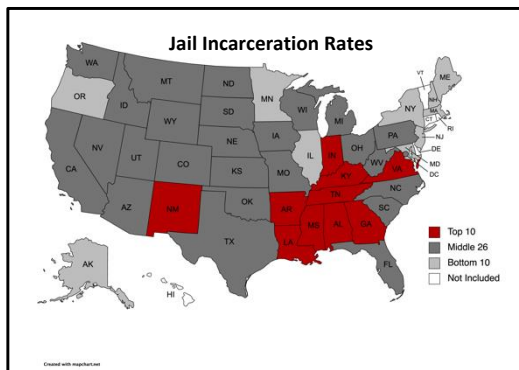 Jail Incarceration Rates
WA
MT
ND
MN
VT
ME
OR
ID
SD
WI
MI
NY
NH
MA
CT
RI
WY
NE
IA
PA
NJ
NV
UT
CO
KS
MO
IL
IN
OH
WV
VA
DE
MD
DC
CA
KY
AZ
NM
OK
AR
TN
NC
SC
TX
LA
MS
AL
GA
FL
AK
HI
Top 10
Middle 26
Bottom 10
Not Included
Created with mapchart.net